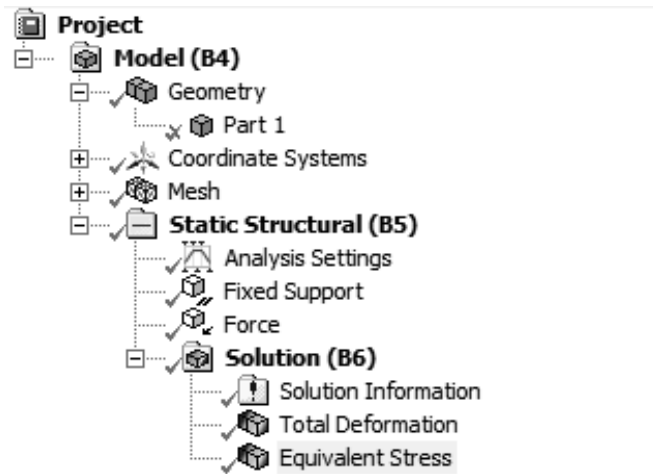 Project
Model (B4)
Geometry
Part 1
Coordinate Systems
Mesh
Static Structural (B5)
Analysis Settings
Fixed Support
Force
Solution (B6)
Solution Information
Total Deformation
Equivalent Stress